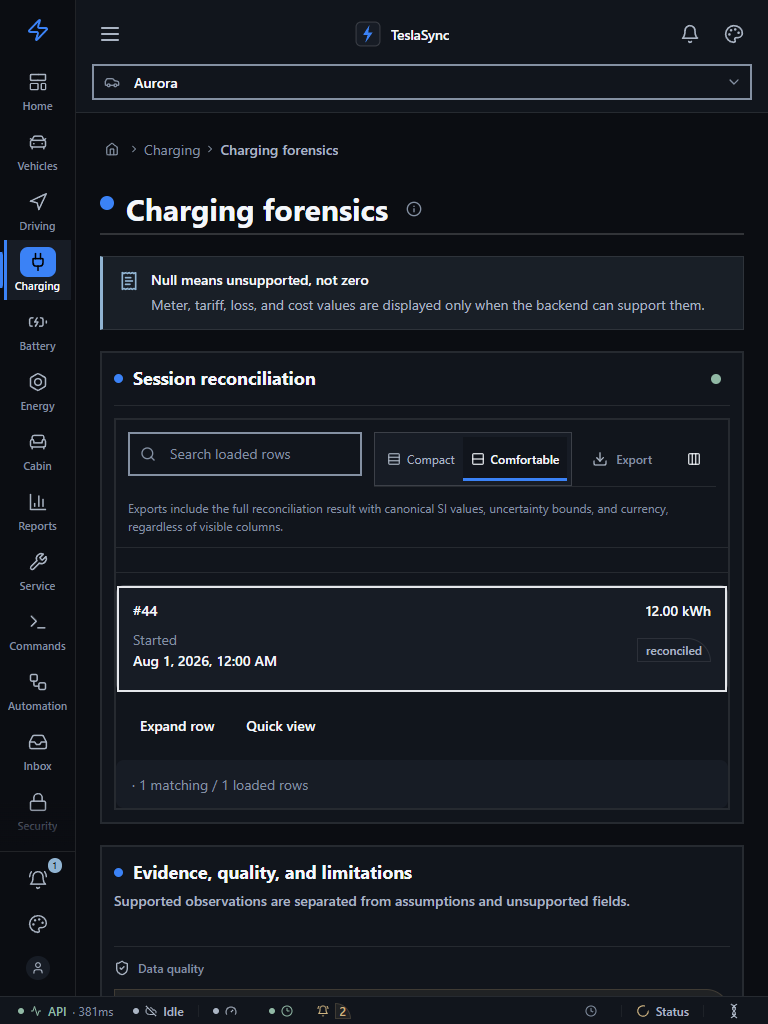 TeslaSync
Aurora
Home
Vehicles
Driving
Charging
Battery
Energy
Cabin
Reports
Service
Commands
Automation
Inbox
Security
1
Charging
Charging forensics
Charging forensics
Null means unsupported, not zero
Meter, tariff, loss, and cost values are displayed only when the backend can support them.
Session reconciliation
Search loaded rows
Compact
Comfortable
Export
Exports include the full reconciliation result with canonical SI values, uncertainty bounds, and currency,
regardless of visible columns.
#44
12.00 kWh
Started
Aug 1, 2026, 12:00 AM
reconciled
Expand row
Quick view
· 1 matching / 1 loaded rows
Evidence, quality, and limitations
Supported observations are separated from assumptions and unsupported fields.
Data quality
API · 381ms
Idle
2
Status